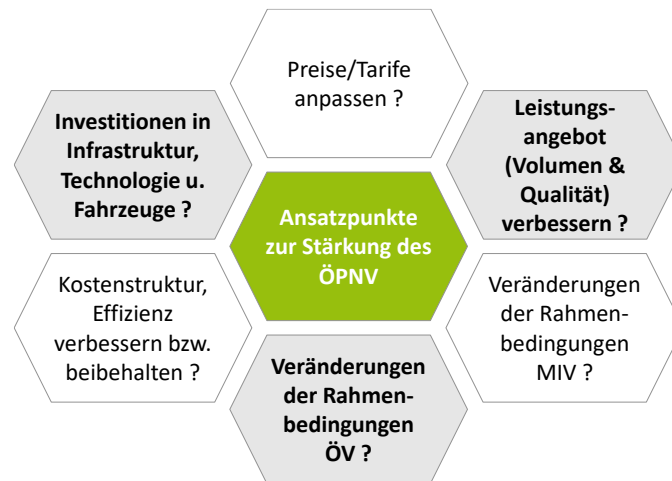 Preise/Tarife
anpassen ?
Investitionen in
Infrastruktur,
Technologie u.
Fahrzeuge ?
Leistungs-
angebot
(Volumen &
Qualität)
verbessern ?
Ansatzpunkte
zur Stärkung des
ÖPNV
Kostenstruktur,
Effizienz
verbessern bzw.
beibehalten ?
Veränderungen
der Rahmen-
bedingungen
MIV ?
Veränderungen
der Rahmen-
bedingungen
ÖV ?